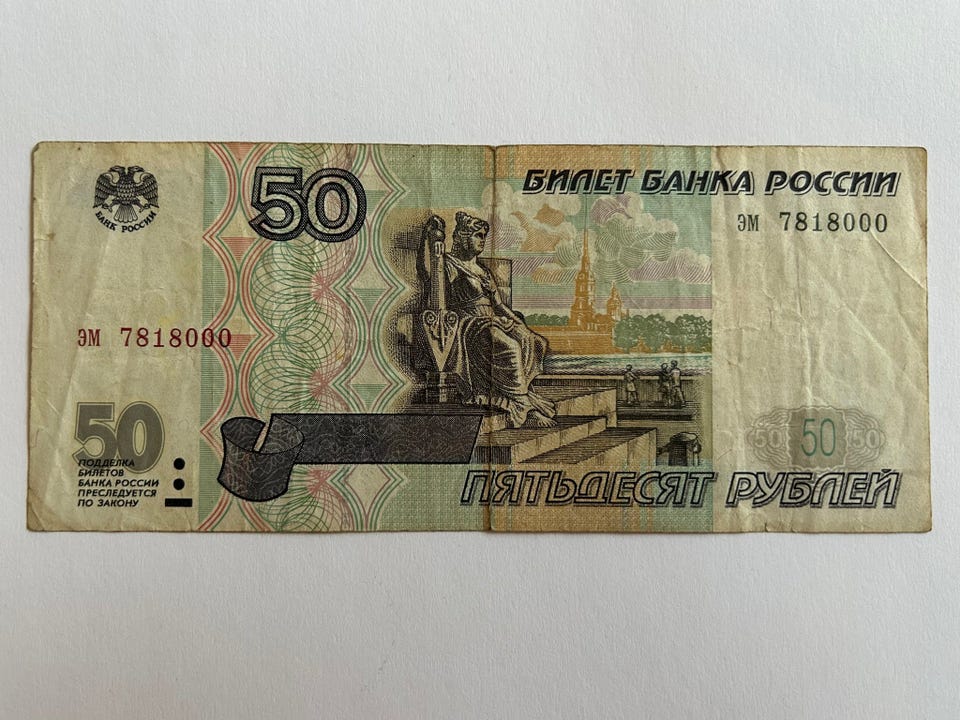 БАНК РОССИИ
50
БИЛЕТ БАНКА РОССИИ
ЭМ 7818000
ЭМ 7818000
50
ПОДДЕЛКА
БИЛЕТОВ
БАНКА РОССИИ
ПРЕСЛЕДУЕТСЯ
ПО ЗАКОНУ
50 50 50
ПЯТЬДЕСЯТ РУБЛЕЙ